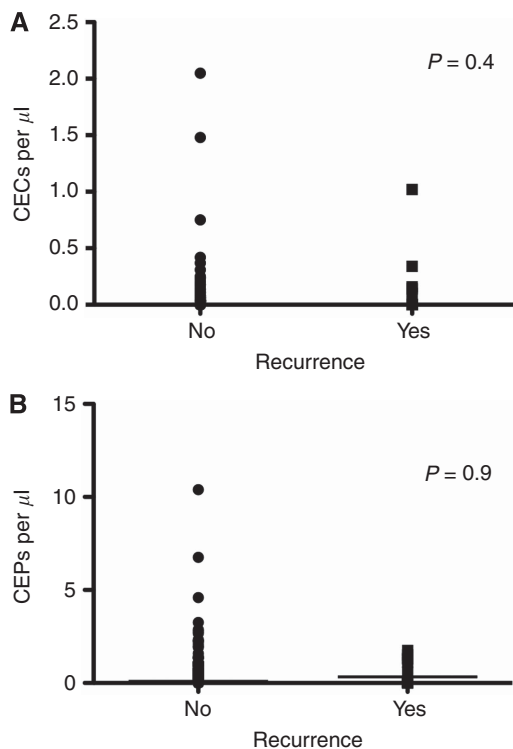 A
2.5
2.0
1.5
1.0
0.5
0.0
CECs per μl
P = 0.4
No
Yes
Recurrence
B
15
10
5
0
CEPs per μl
P = 0.9
No
Yes
Recurrence